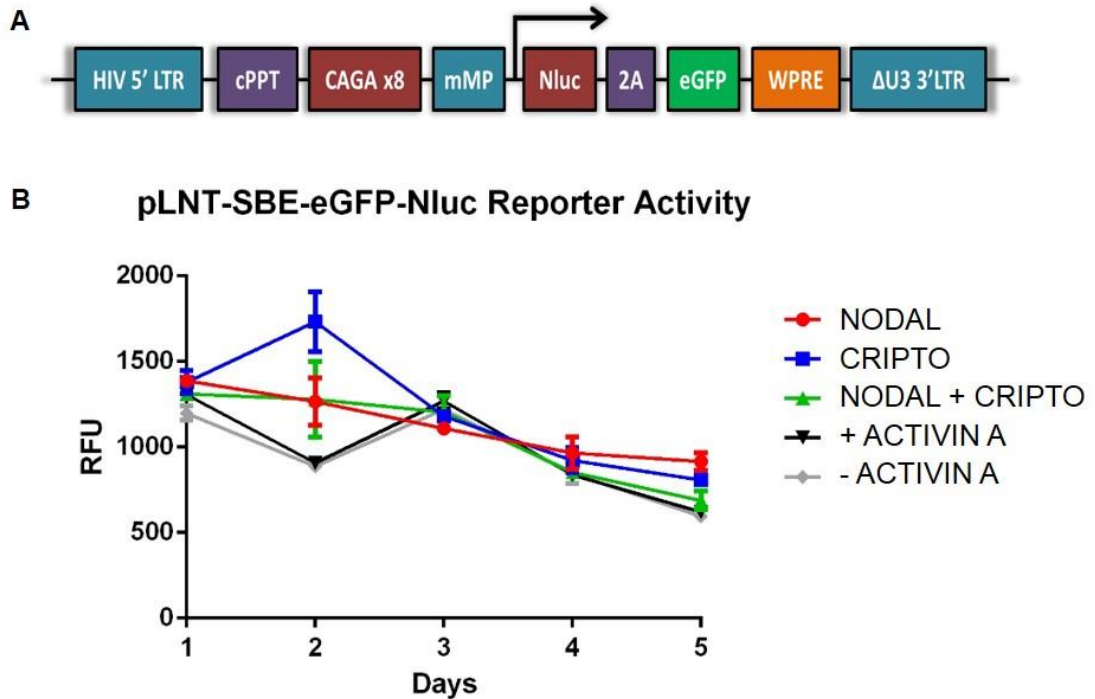 A
HIV 5' LTR cPPT CAGA x8 mMP Nluc 2A eGFP WPRE ΔU3 3'LTR
B
pLNT-SBE-eGFP-Nluc Reporter Activity
2000
1500
1000
500
0
RFU
1 2 3 4 5
Days
NODAL
CRIPTO
NODAL + CRIPTO
+ ACTIVIN A
- ACTIVIN A